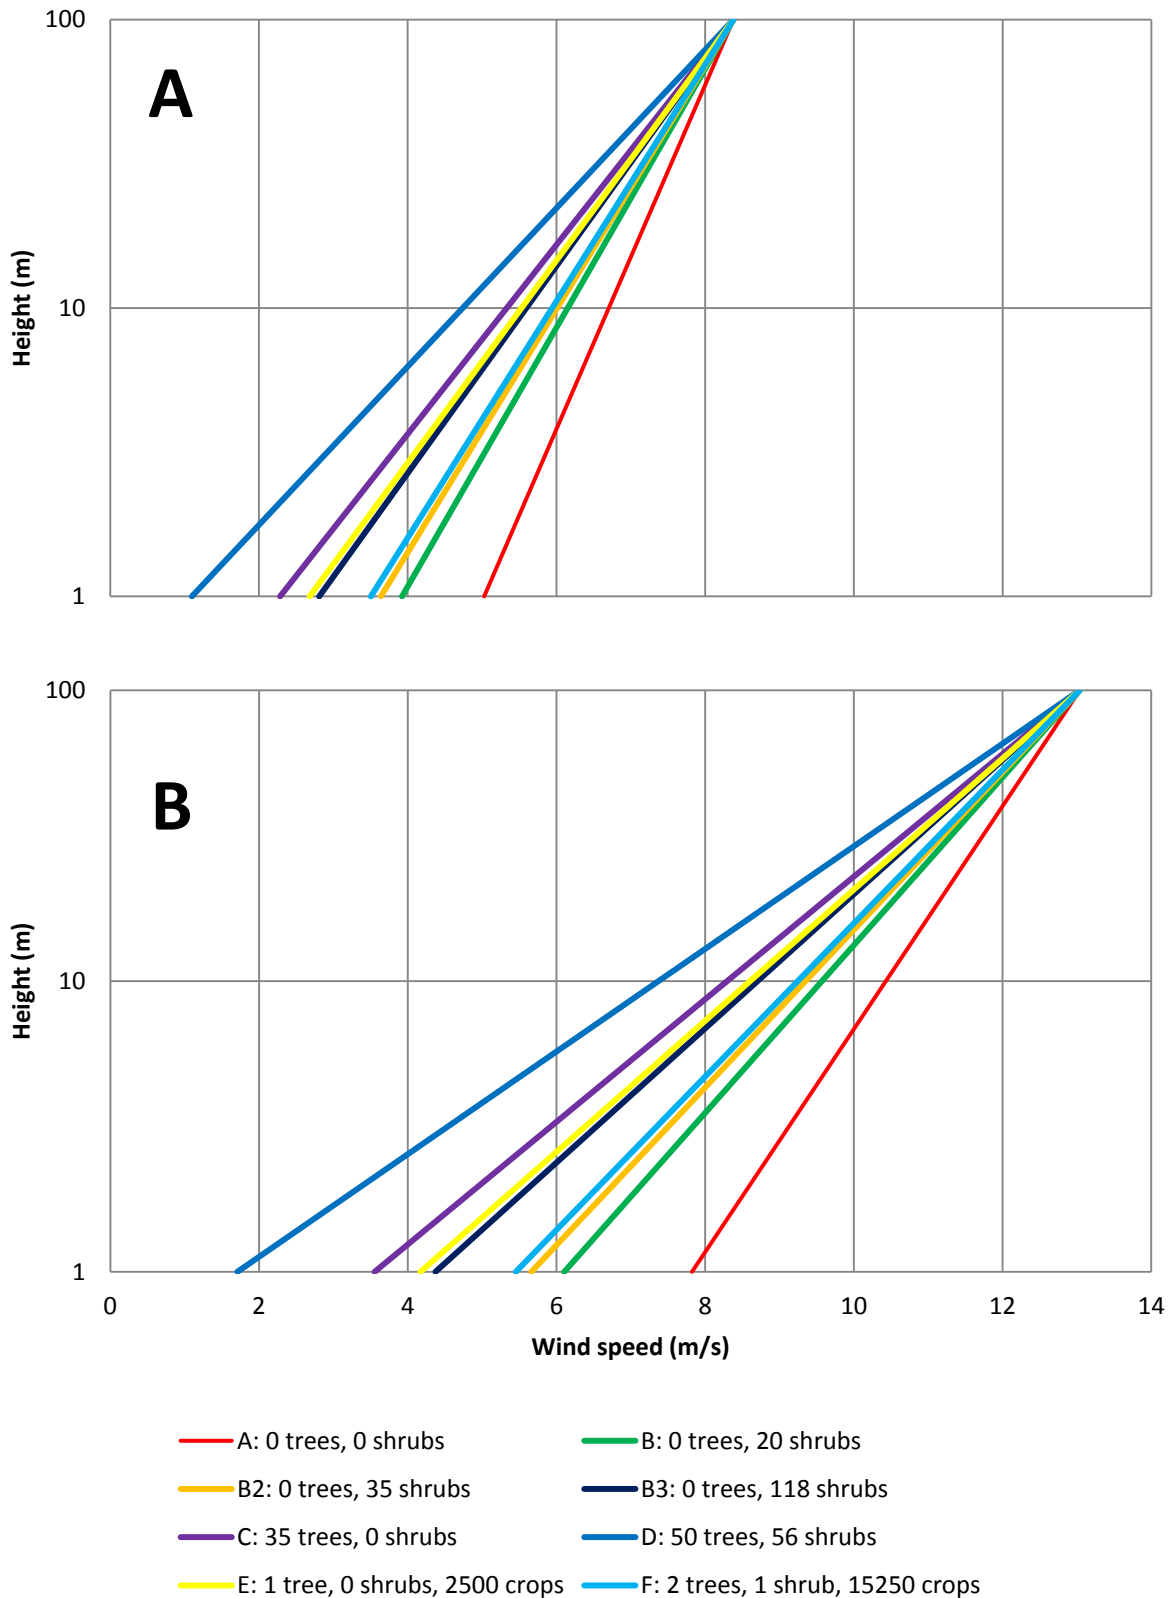 100
A
Height (m)
10
1
100
B
Height (m)
10
1
0 2 4 6 8 10 12 14
Wind speed (m/s)
A: 0 trees, 0 shrubs
B: 0 trees, 20 shrubs
B2: 0 trees, 35 shrubs
B3: 0 trees, 118 shrubs
C: 35 trees, 0 shrubs
D: 50 trees, 56 shrubs
E: 1 tree, 0 shrubs, 2500 crops
F: 2 trees, 1 shrub, 15250 crops